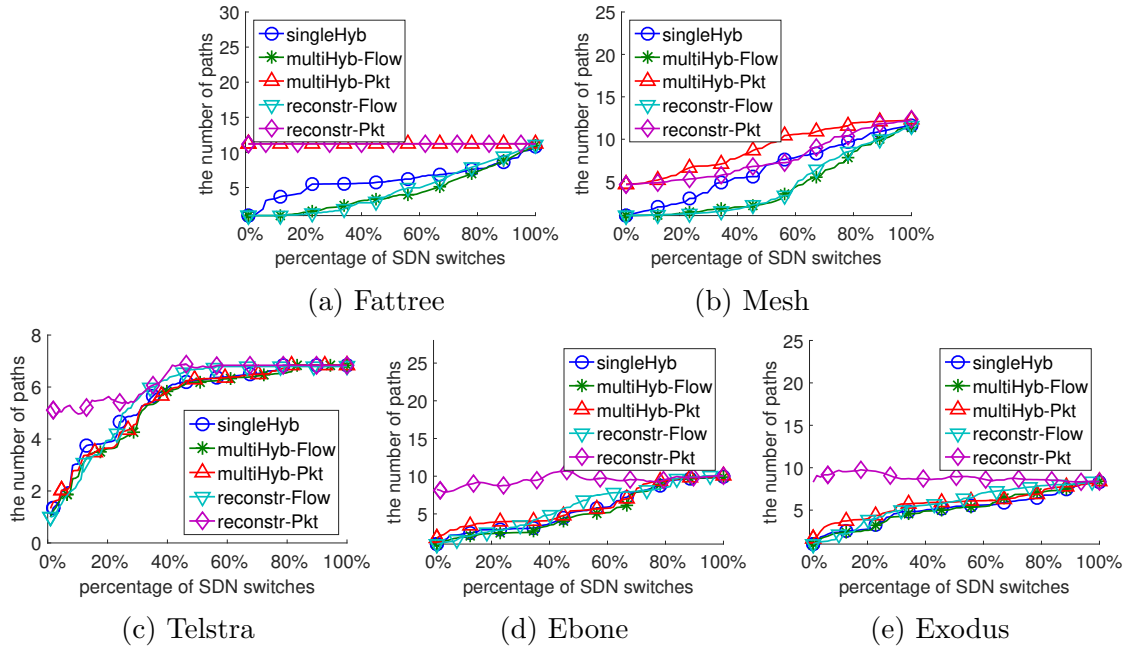 30
25
20
15
10
5
the number of paths
singleHyb
multiHyb-Flow
multiHyb-Pkt
reconstr-Flow
reconstr-Pkt
0% 20% 40% 60% 80% 100%
percentage of SDN switches
(a) Fattree
25
20
15
10
5
the number of paths
singleHyb
multiHyb-Flow
multiHyb-Pkt
reconstr-Flow
reconstr-Pkt
0% 20% 40% 60% 80% 100%
percentage of SDN switches
(b) Mesh
8
6
4
2
0
the number of paths
singleHyb
multiHyb-Flow
multiHyb-Pkt
reconstr-Flow
reconstr-Pkt
0% 20% 40% 60% 80% 100%
percentage of SDN switches
(c) Telstra
25
20
15
10
5
the number of paths
singleHyb
multiHyb-Flow
multiHyb-Pkt
reconstr-Flow
reconstr-Pkt
0% 20% 40% 60% 80% 100%
percentage of SDN switches
(d) Ebone
25
20
15
10
5
the number of paths
singleHyb
multiHyb-Flow
multiHyb-Pkt
reconstr-Flow
reconstr-Pkt
0% 20% 40% 60% 80% 100%
percentage of SDN switches
(e) Exodus